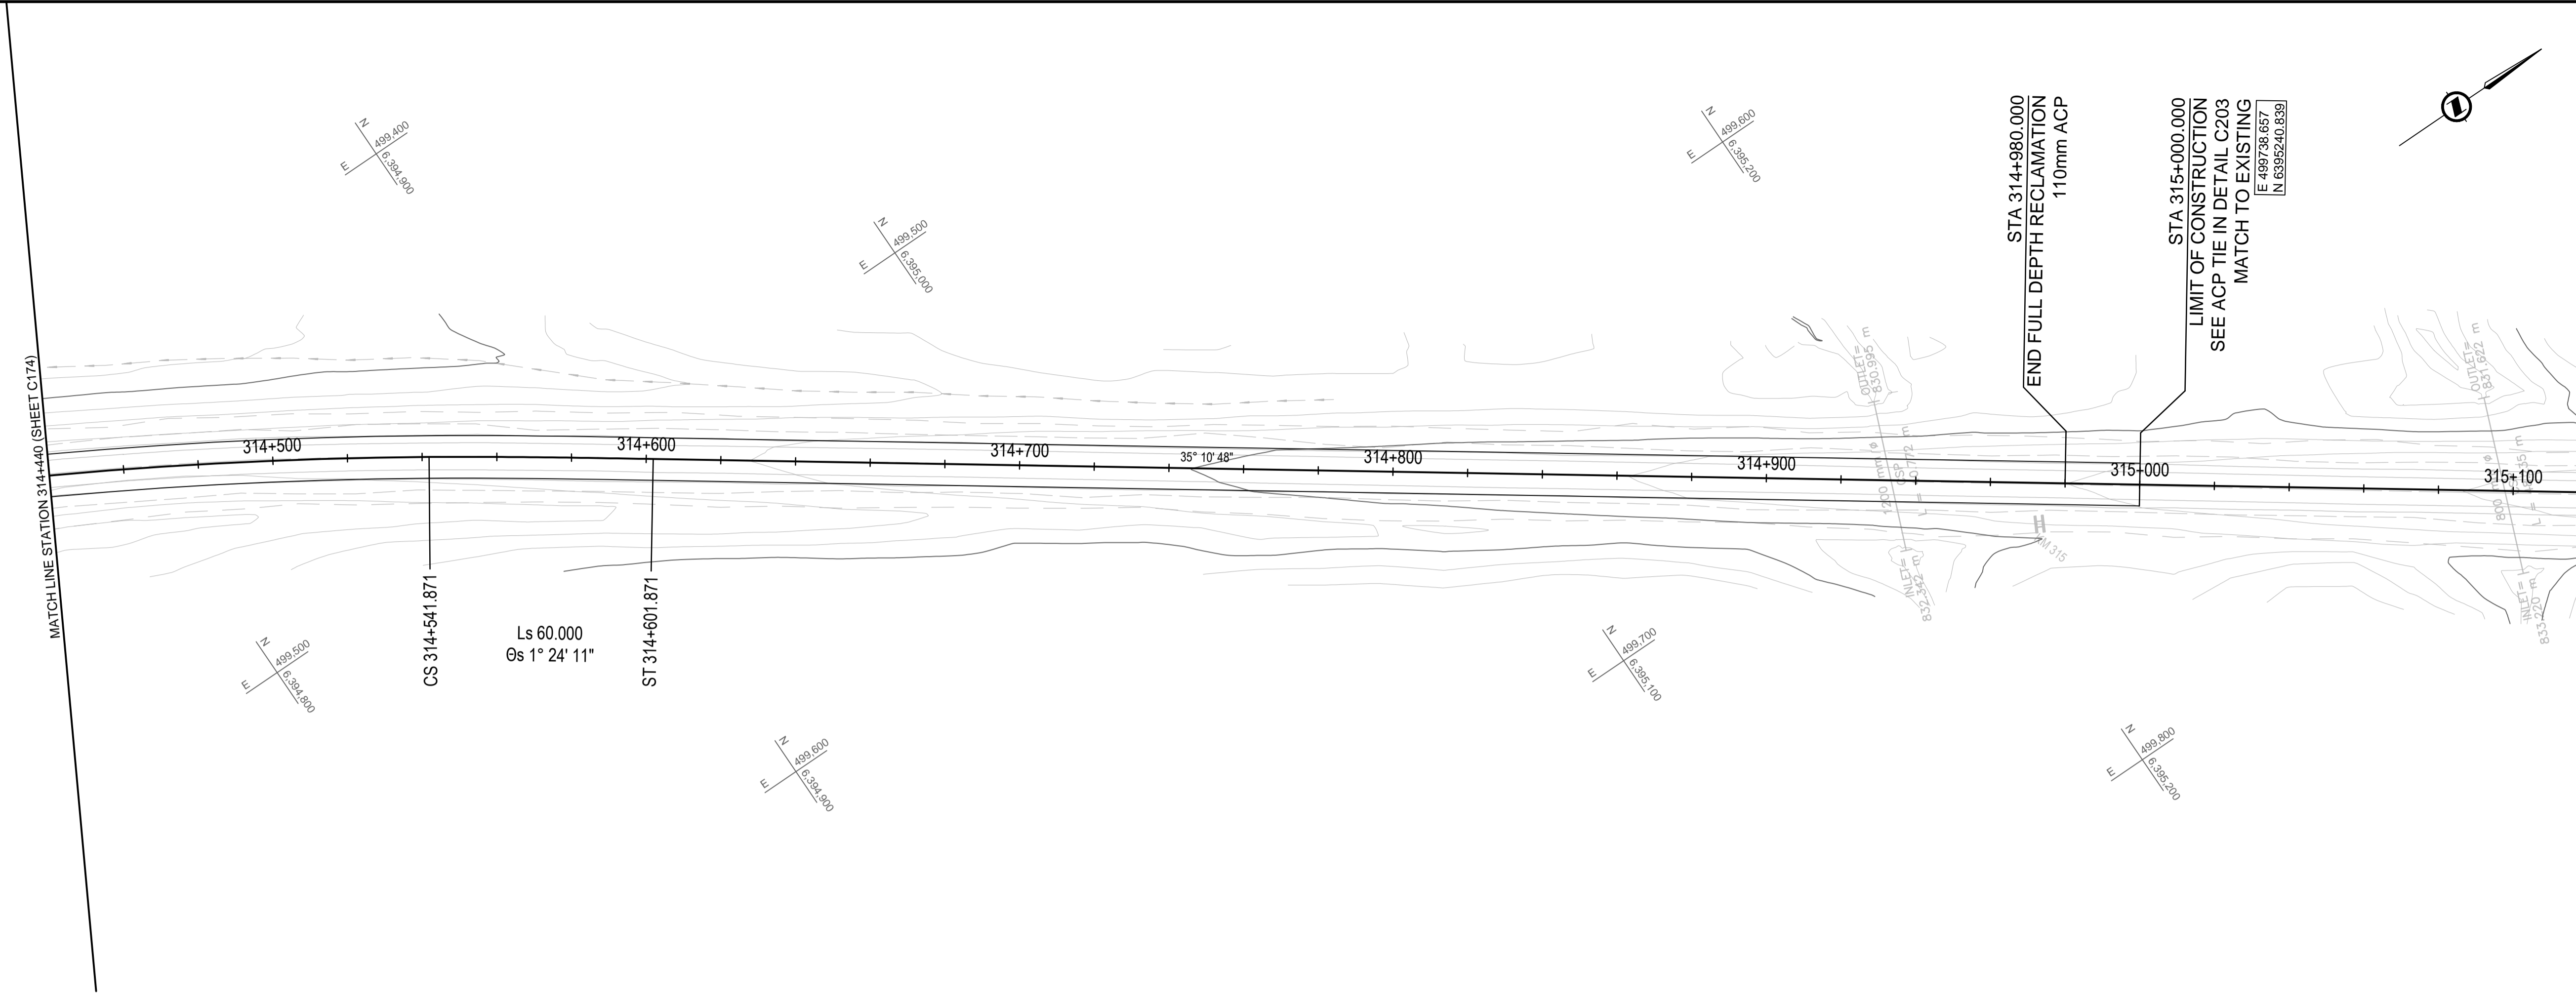 MATCH LINE STATION 314+440 (SHEET C174)
N
E
499,400
6,394,900
N
E
499,500
6,395,000
N
E
499,600
6,395,200
STA 314+980.000
END FULL DEPTH RECLAMATION
110mm ACP
STA 315+000.000
LIMIT OF CONSTRUCTION
SEE ACP TIE IN DETAIL C203
MATCH TO EXISTING
E 499738.657
N 6395240.839
314+500
314+600
314+700
35° 10' 48"
314+800
314+900
315+000
315+100
OUTLET=
830.995 m
1200 mm ø
CSP
INLET=
832.342 m
KM 315
OUTLET=
831.622 m
800
INLET=
833.220 m
CS 314+541.871
Ls 60.000
Θs 1° 24' 11"
ST 314+601.871
N
E
499,500
6,394,800
N
E
499,600
6,394,900
N
E
499,700
6,395,100
N
E
499,800
6,395,200